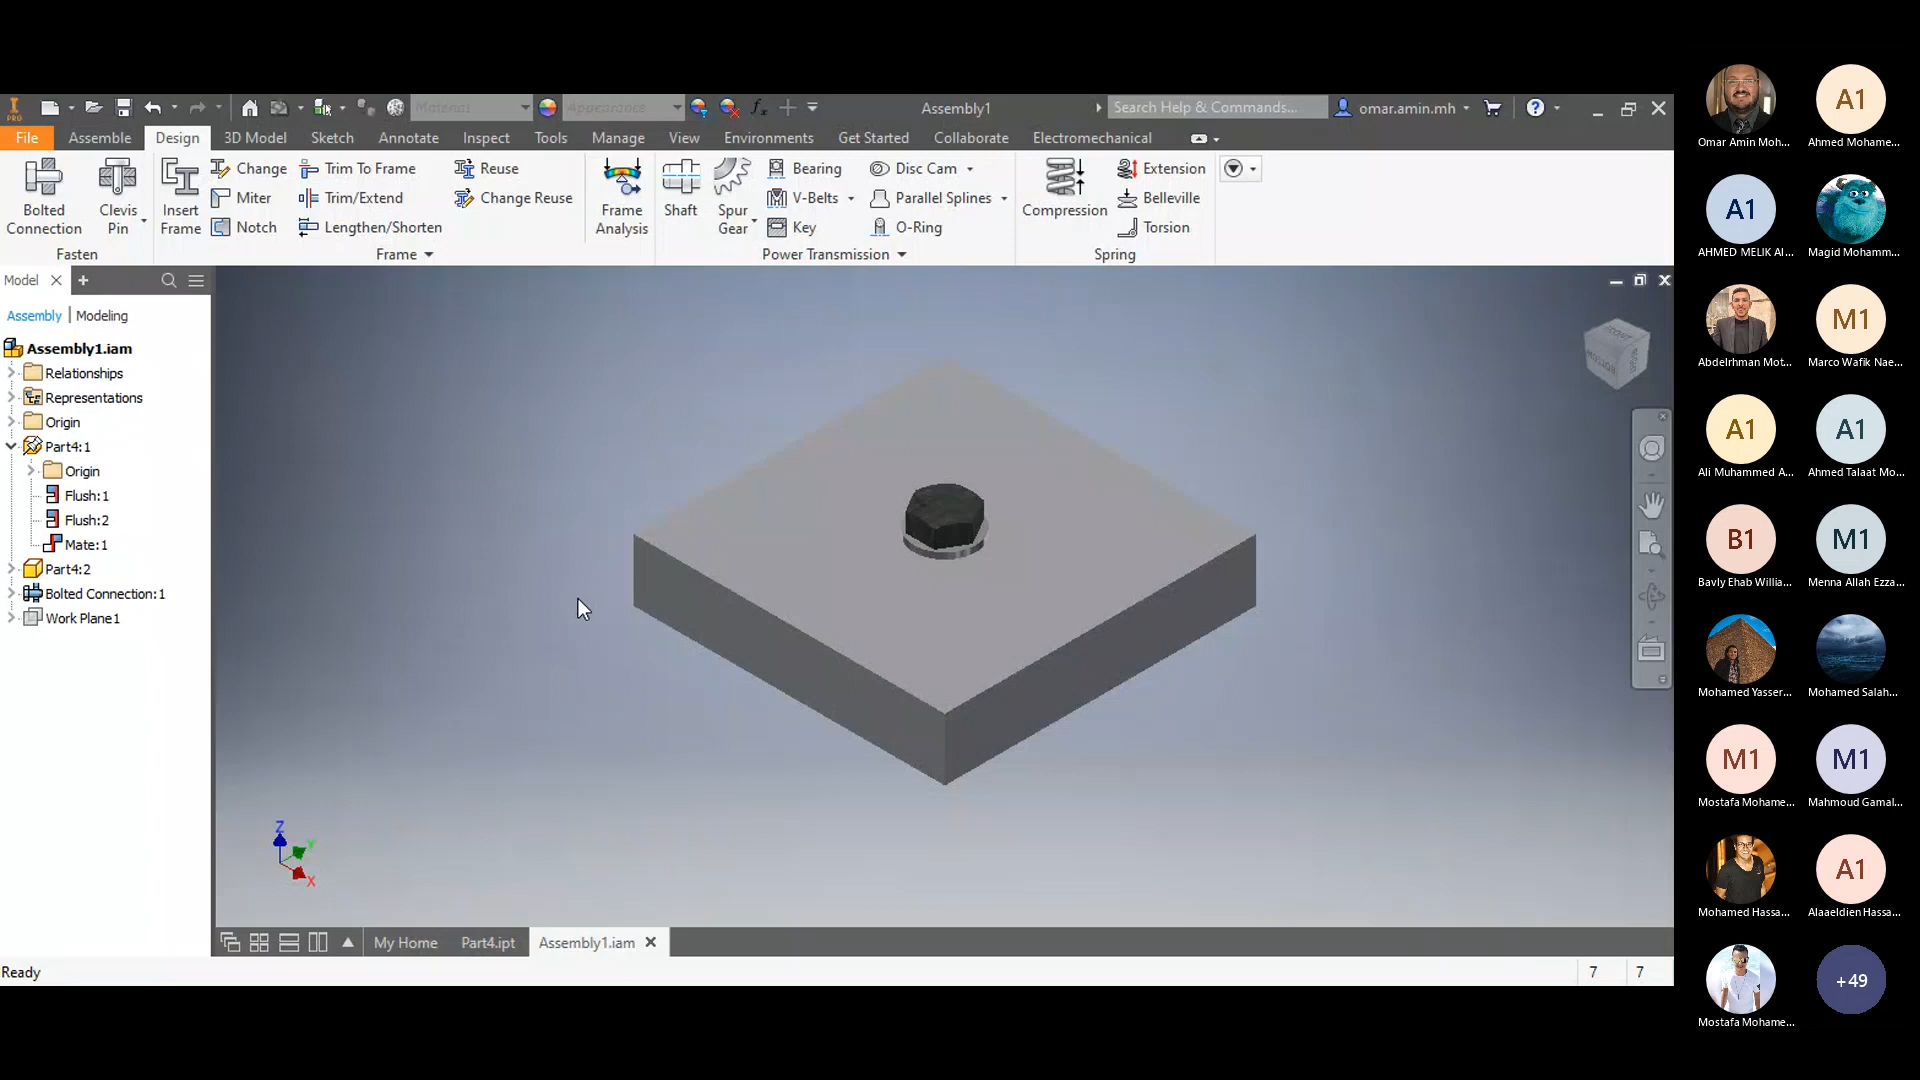 PRO
Material
Appearance
Assembly1
Search Help & Commands...
omar.amin.mh
File
Assemble
Design
3D Model
Sketch
Annotate
Inspect
Tools
Manage
View
Environments
Get Started
Collaborate
Electromechanical
Bolted
Connection
Clevis
Pin
Fasten
Insert
Frame
Change
Miter
Notch
Trim To Frame
Trim/Extend
Lengthen/Shorten
Reuse
Change Reuse
Frame
Frame
Analysis
Shaft
Spur
Gear
Bearing
V-Belts
Key
Disc Cam
Parallel Splines
O-Ring
Power Transmission
Compression
Extension
Belleville
Torsion
Spring
Model
Assembly | Modeling
Assembly1.iam
Relationships
Representations
Origin
Part4:1
Origin
Flush:1
Flush:2
Mate:1
Part4:2
Bolted Connection:1
Work Plane1
FRONT
BOTTOM
Z
Y
X
My Home
Part4.ipt
Assembly1.iam
Ready
7
7
Omar Amin Moh...
A1
Ahmed Mohame...
A1
AHMED MELIK Al...
Magid Mohamm...
Abdelrhman Mot...
M1
Marco Wafik Nae...
A1
Ali Muhammed A...
A1
Ahmed Talaat Mo...
B1
Bavly Ehab Willia...
M1
Menna Allah Ezza...
Mohamed Yasser...
Mohamed Salah...
M1
Mostafa Mohame...
M1
Mahmoud Gamal...
Mohamed Hassa...
A1
Alaaeldien Hassa...
Mostafa Mohame...
+49